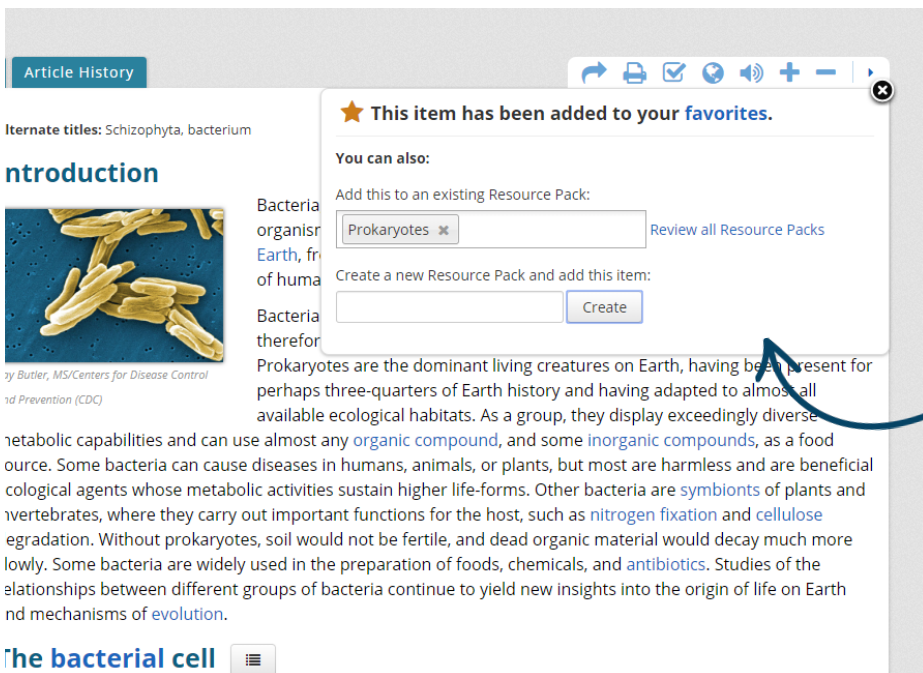 Article History
lternate titles: Schizophyta, bacterium
ntroduction
This item has been added to your favorites.
You can also:
Add this to an existing Resource Pack:
Prokaryotes
Review all Resource Packs
Create a new Resource Pack and add this item:
Create
ay Butler, MS/Centers for Disease Control
nd Prevention (CDC)
Bacteria
organism
Earth, fr
of huma
Bacteria
therefor
Prokaryotes are the dominant living creatures on Earth, having been present for
perhaps three-quarters of Earth history and having adapted to almost all
available ecological habitats. As a group, they display exceedingly diverse
netabolic capabilities and can use almost any organic compound, and some inorganic compounds, as a food
ource. Some bacteria can cause diseases in humans, animals, or plants, but most are harmless and are beneficial
cological agents whose metabolic activities sustain higher life-forms. Other bacteria are symbionts of plants and
nvertebrates, where they carry out important functions for the host, such as nitrogen fixation and cellulose
egradation. Without prokaryotes, soil would not be fertile, and dead organic material would decay much more
lowly. Some bacteria are widely used in the preparation of foods, chemicals, and antibiotics. Studies of the
elationships between different groups of bacteria continue to yield new insights into the origin of life on Earth
nd mechanisms of evolution.
The bacterial cell